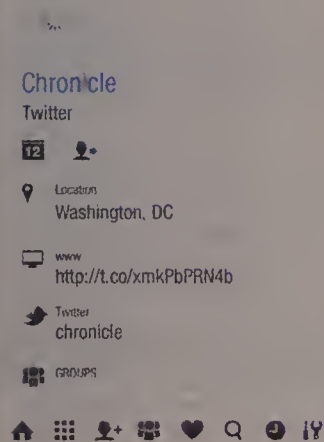 Chronicle
Twitter
12
Location
Washington, DC
www
http://t.co/xmkPbPRN4b
Twitter
chronicle
GROUPS